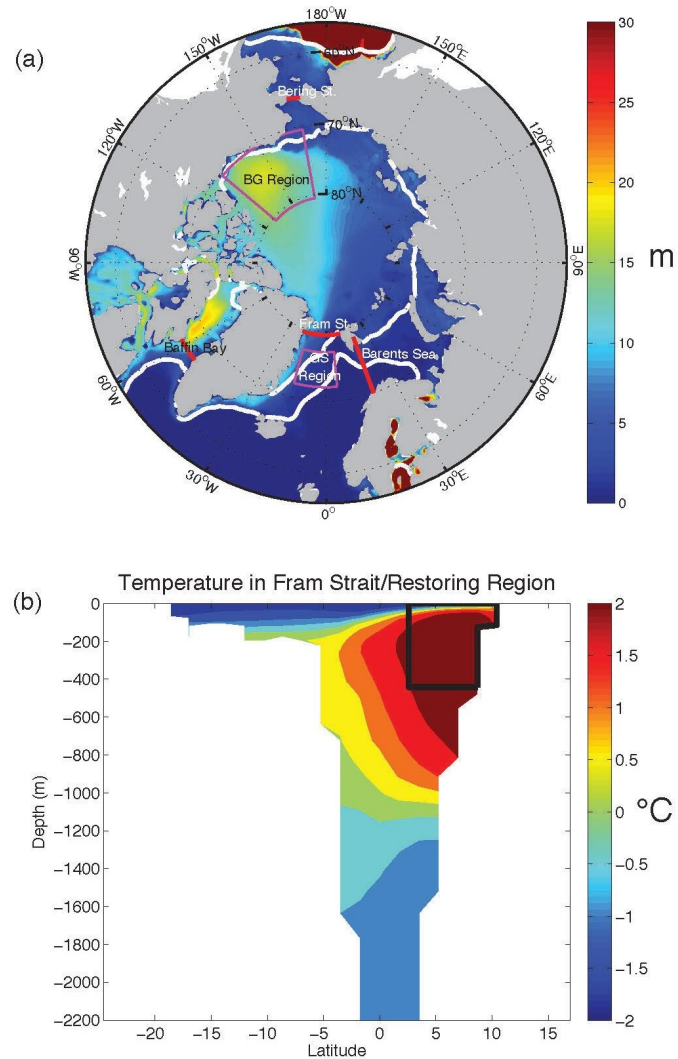 (a)
180°W
150°W
150°E
120°W
120°E
90°W
90°E
60°W
60°E
30°W
30°E
0°
60°N
70°N
80°N
Bering St.
BG Region
Fram St.
GS
Region
Barents Sea
Baffin Bay
30
25
20
15
10
5
0
m
(b)
Temperature in Fram Strait/Restoring Region
0
−200
−400
−600
−800
−1000
−1200
−1400
−1600
−1800
−2000
−2200
Depth (m)
−20
−15
−10
−5
0
5
10
15
Latitude
2
1.5
1
0.5
0
−0.5
−1
−1.5
−2
°C